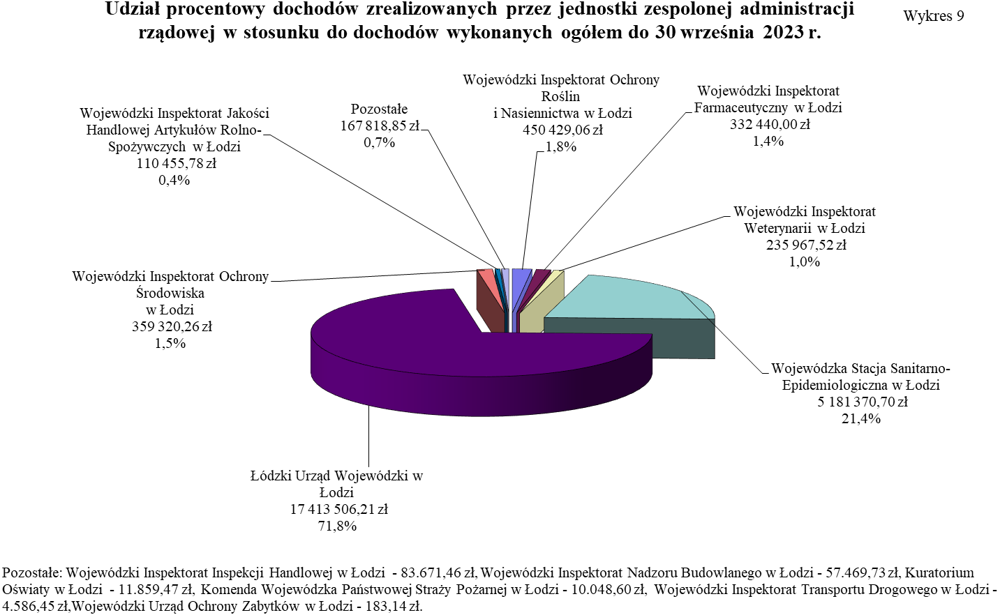 Udział procentowy dochodów zrealizowanych przez jednostki zespolonej administracji
rządowej w stosunku do dochodów wykonanych ogółem do 30 września 2023 r.
Wykres 9
Wojewódzki Inspektorat Jakości
Handlowej Artykułów Rolno-
Spożywczych w Łodzi
110 455,78 zł
0,4%
Pozostałe
167 818,85 zł
0,7%
Wojewódzki Inspektorat Ochrony
Roślin
i Nasiennictwa w Łodzi
450 429,06 zł
1,8%
Wojewódzki Inspektorat
Farmaceutyczny w Łodzi
332 440,00 zł
1,4%
Wojewódzki Inspektorat
Weterynarii w Łodzi
235 967,52 zł
1,0%
Wojewódzki Inspektorat Ochrony
Środowiska
w Łodzi
359 320,26 zł
1,5%
Wojewódzka Stacja Sanitarno-
Epidemiologiczna w Łodzi
5 181 370,70 zł
21,4%
Łódzki Urząd Wojewódzki w
Łodzi
17 413 506,21 zł
71,8%
Pozostałe: Wojewódzki Inspektorat Inspekcji Handlowej w Łodzi - 83.671,46 zł, Wojewódzki Inspektorat Nadzoru Budowlanego w Łodzi - 57.469,73 zł, Kuratorium
Oświaty w Łodzi - 11.859,47 zł, Komenda Wojewódzka Państwowej Straży Pożarnej w Łodzi - 10.048,60 zł, Wojewódzki Inspektorat Transportu Drogowego w Łodzi -
4.586,45 zł,Wojewódzki Urząd Ochrony Zabytków w Łodzi - 183,14 zł.